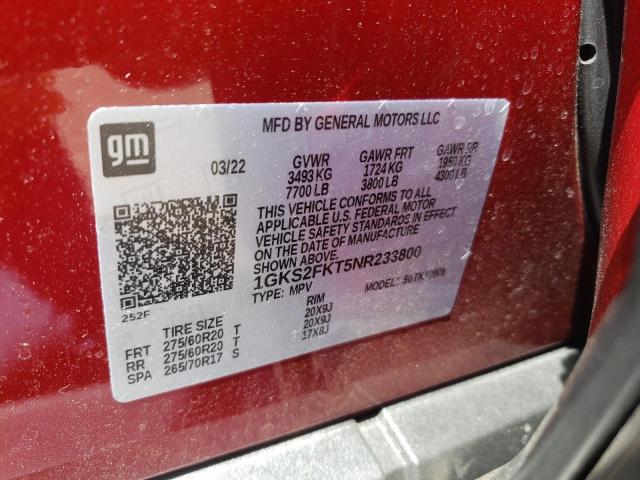 MFD BY GENERAL MOTORS LLC
gm
03/22 GVWR GAWR FRT GAWR RR
3493 KG 1724 KG 1950 KG
7700 LB 3800 LB 4300 LB
THIS VEHICLE CONFORMS TO ALL
APPLICABLE U.S. FEDERAL MOTOR
VEHICLE SAFETY STANDARDS IN EFFECT
ON THE DATE OF MANUFACTURE
SHOWN ABOVE.
1GKS2FKT5NR233800
TYPE: MPV MODEL:
252F
TIRE SIZE RIM
FRT 275/60R20 T 20X9J
RR 275/60R20 T 20X9J
SPA 265/70R17 S 17X8J